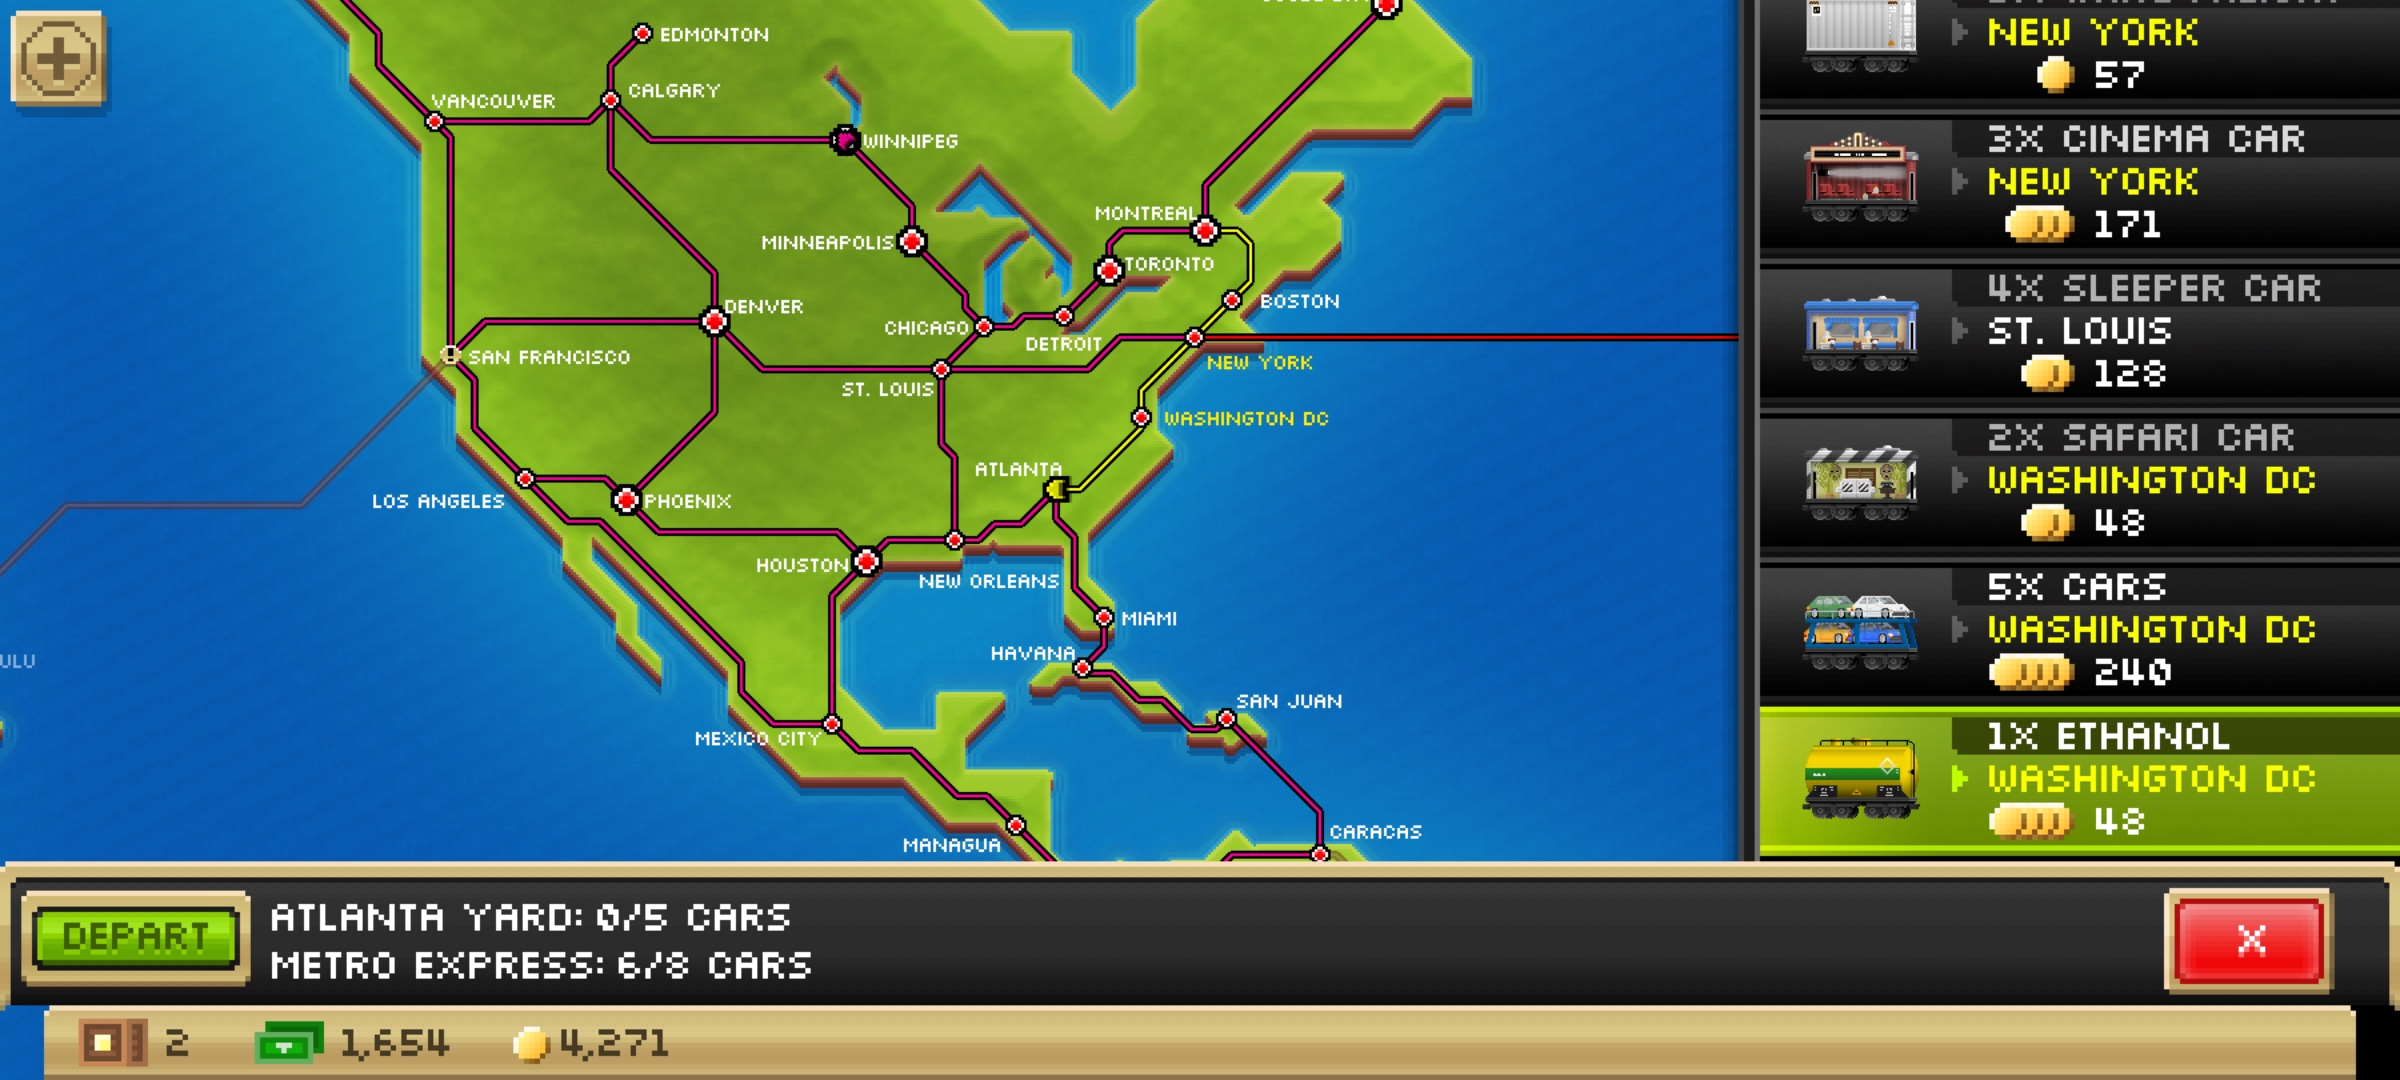 EDMONTON
CALGARY
VANCOUVER
WINNIPEG
MONTREAL
MINNEAPOLIS
TORONTO
BOSTON
DENVER
CHICAGO
DETROIT
SAN FRANCISCO
NEW YORK
ST. LOUIS
WASHINGTON DC
ATLANTA
LOS ANGELES
PHOENIX
HOUSTON
NEW ORLEANS
MIAMI
HAVANA
ULU
SAN JUAN
MEXICO CITY
CARACAS
MANAGUA
NEW YORK
57
3X CINEMA CAR
NEW YORK
171
4X SLEEPER CAR
ST. LOUIS
128
2X SAFARI CAR
WASHINGTON DC
48
5X CARS
WASHINGTON DC
240
1X ETHANOL
WASHINGTON DC
48
DEPART
ATLANTA YARD: 0/5 CARS
METRO EXPRESS: 6/8 CARS
X
2
1,654
4,271